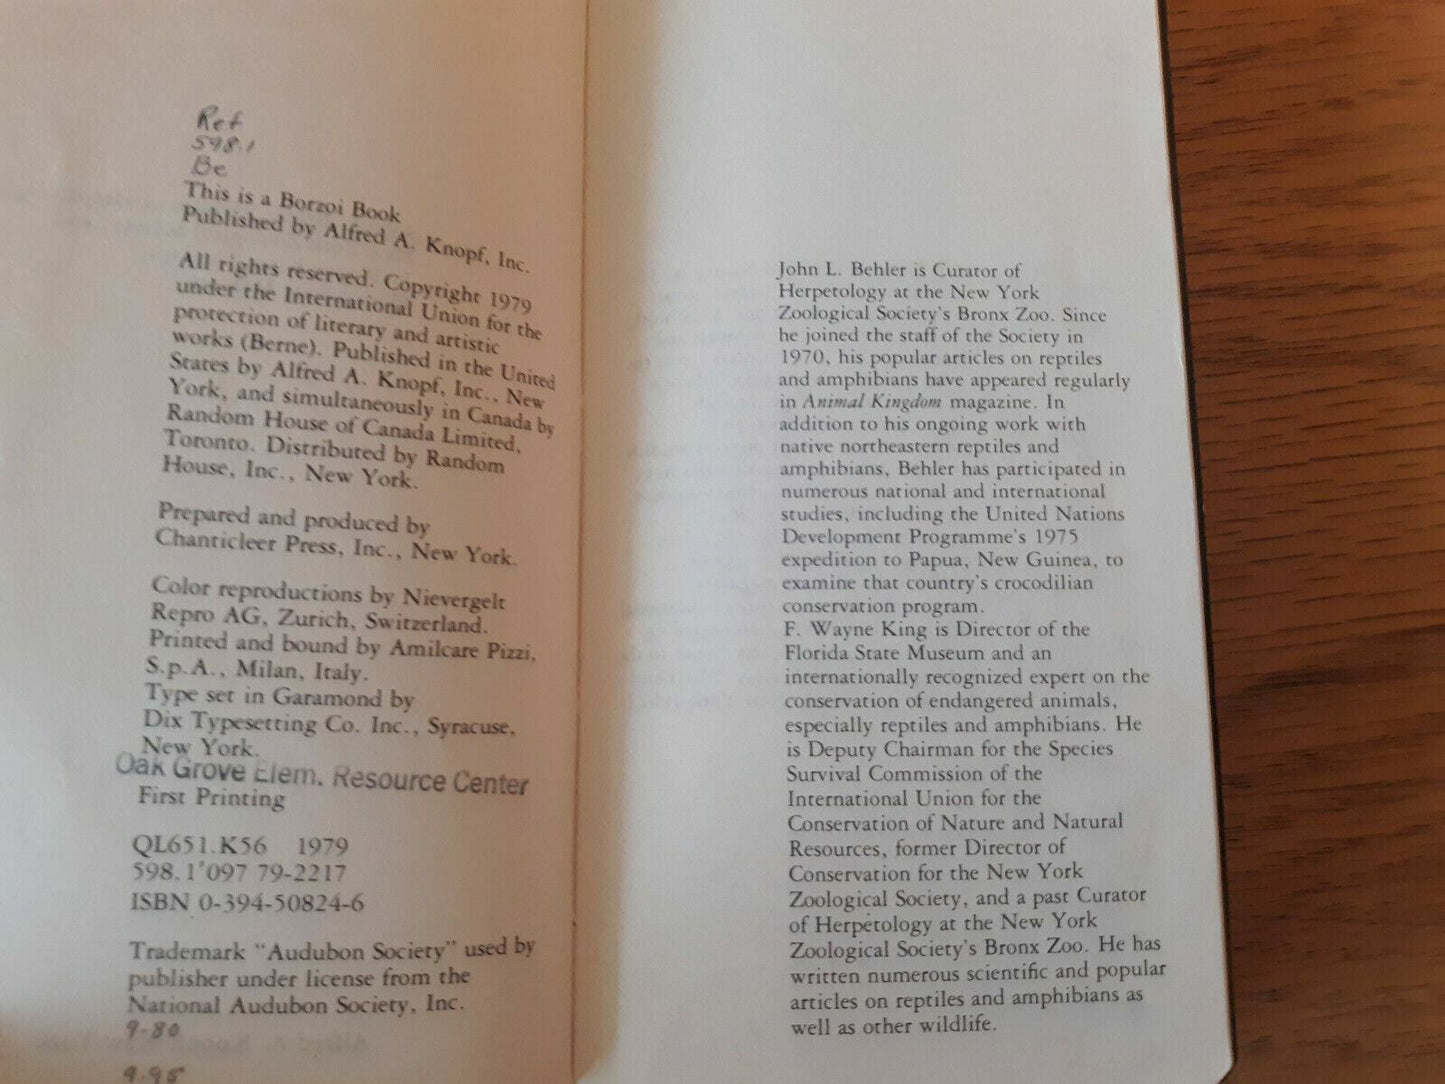 Ref
598.1
Be
This is a Borzoi Book
Published by Alfred A. Knopf, Inc.
All rights reserved. Copyright 1979
under the International Union for the
protection of literary and artistic
works (Berne). Published in the United
States by Alfred A. Knopf, Inc., New
York, and simultaneously in Canada by
Random House of Canada Limited,
Toronto. Distributed by Random
House, Inc., New York.
Prepared and produced by
Chanticleer Press, Inc., New York.
Color reproductions by Nievergelt
Repro AG, Zurich, Switzerland.
Printed and bound by Amilcare Pizzi,
S.p.A., Milan, Italy.
Type set in Garamond by
Dix Typesetting Co. Inc., Syracuse,
New York.
Oak Grove Elem. Resource Center
First Printing
QL651.K56 1979
598.1'097 79-2217
ISBN 0-394-50824-6
Trademark "Audubon Society" used by
publisher under license from the
National Audubon Society, Inc.
9-80
9-95
John L. Behler is Curator of
Herpetology at the New York
Zoological Society's Bronx Zoo. Since
he joined the staff of the Society in
1970, his popular articles on reptiles
and amphibians have appeared regularly
in Animal Kingdom magazine. In
addition to his ongoing work with
native northeastern reptiles and
amphibians, Behler has participated in
numerous national and international
studies, including the United Nations
Development Programme's 1975
expedition to Papua, New Guinea, to
examine that country's crocodilian
conservation program.
F. Wayne King is Director of the
Florida State Museum and an
internationally recognized expert on the
conservation of endangered animals,
especially reptiles and amphibians. He
is Deputy Chairman for the Species
Survival Commission of the
International Union for the
Conservation of Nature and Natural
Resources, former Director of
Conservation for the New York
Zoological Society, and a past Curator
of Herpetology at the New York
Zoological Society's Bronx Zoo. He has
written numerous scientific and popular
articles on reptiles and amphibians as
well as other wildlife.